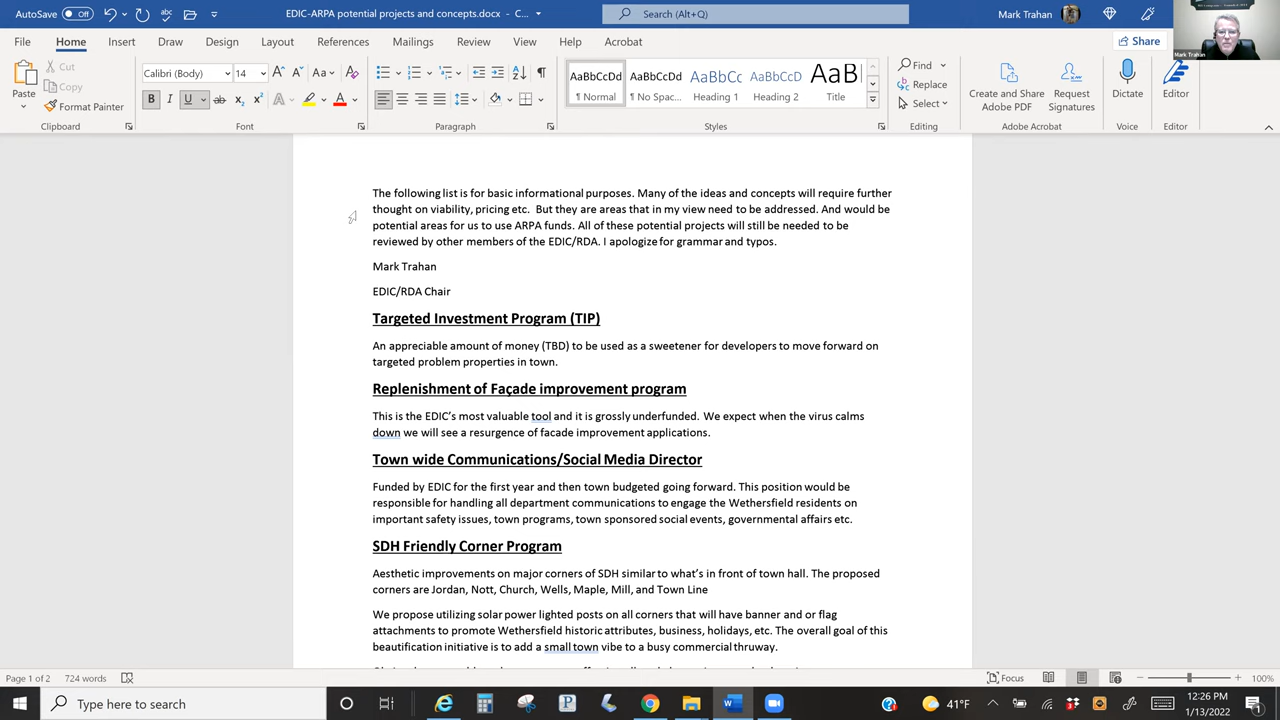 EDIC-ARPA potential projects and concepts.docx
Search (Alt+Q)
Mark Trahan
Mark Trahan
File Home Insert Draw Design Layout References Mailings Review View Help Acrobat
Share
Paste
Cut
Copy
Format Painter
Clipboard
Calibri (Body) 14
Font
Paragraph
AaBbCcDd AaBbCcDd AaBbCc AaBbCcD AaB
¶ Normal ¶ No Spac... Heading 1 Heading 2 Title
Styles
Find
Replace
Select
Editing
Create and Share Adobe PDF
Request Signatures
Adobe Acrobat
Dictate
Voice
Editor
Editor
The following list is for basic informational purposes. Many of the ideas and concepts will require further
thought on viability, pricing etc.  But they are areas that in my view need to be addressed. And would be
potential areas for us to use ARPA funds. All of these potential projects will still be needed to be
reviewed by other members of the EDIC/RDA. I apologize for grammar and typos.
Mark Trahan
EDIC/RDA Chair
Targeted Investment Program (TIP)
An appreciable amount of money (TBD) to be used as a sweetener for developers to move forward on
targeted problem properties in town.
Replenishment of Façade improvement program
This is the EDIC’s most valuable tool and it is grossly underfunded. We expect when the virus calms
down we will see a resurgence of facade improvement applications.
Town wide Communications/Social Media Director
Funded by EDIC for the first year and then town budgeted going forward. This position would be
responsible for handling all department communications to engage the Wethersfield residents on
important safety issues, town programs, town sponsored social events, governmental affairs etc.
SDH Friendly Corner Program
Aesthetic improvements on major corners of SDH similar to what’s in front of town hall. The proposed
corners are Jordan, Nott, Church, Wells, Maple, Mill, and Town Line
We propose utilizing solar power lighted posts on all corners that will have banner and or flag
attachments to promote Wethersfield historic attributes, business, holidays, etc. The overall goal of this
beautification initiative is to add a small town vibe to a busy commercial thruway.
Page 1 of 2 724 words
Focus
100%
Type here to search
41°F
12:26 PM
1/13/2022